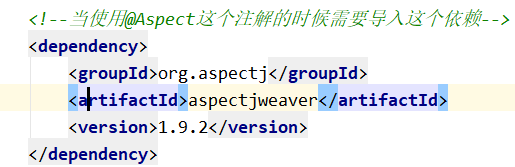 <!--当使用@Aspect这个注解的时候需要导入这个依赖-->
<dependency>
<groupId>org.aspectj</groupId>
<artifactId>aspectjweaver</artifactId>
<version>1.9.2</version>
</dependency>